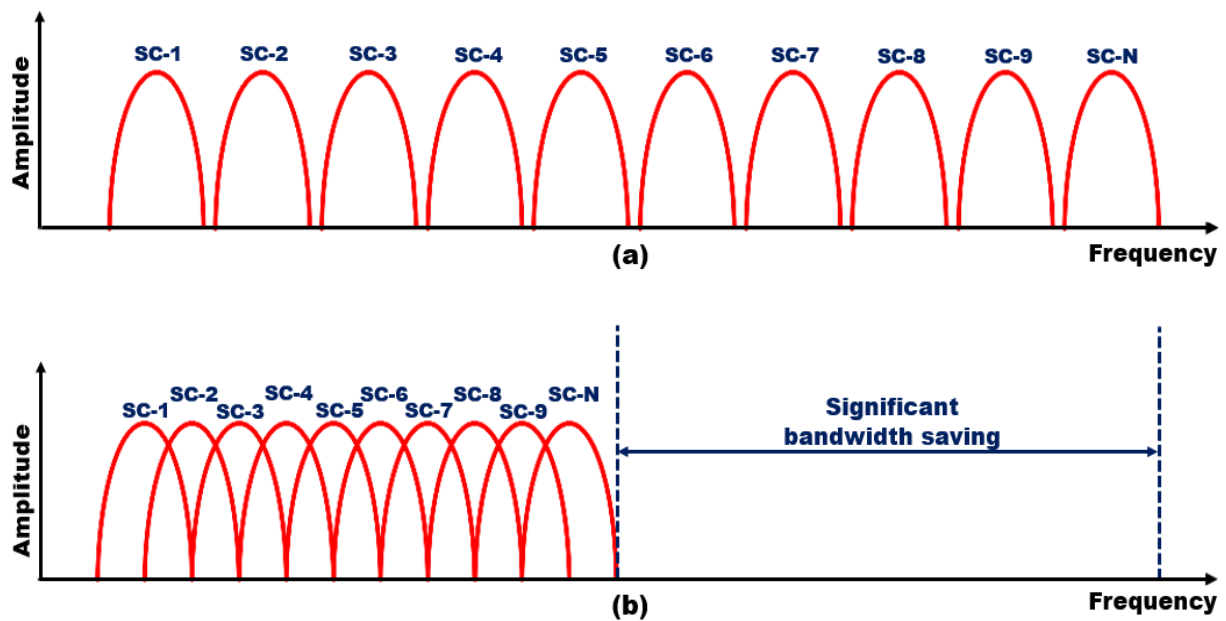 SC-1 SC-2 SC-3 SC-4 SC-5 SC-6 SC-7 SC-8 SC-9 SC-N
Amplitude
(a)
Frequency
SC-2 SC-4 SC-6 SC-8 SC-N
SC-1 SC-3 SC-5 SC-7 SC-9
Significant
bandwidth saving
Amplitude
(b)
Frequency